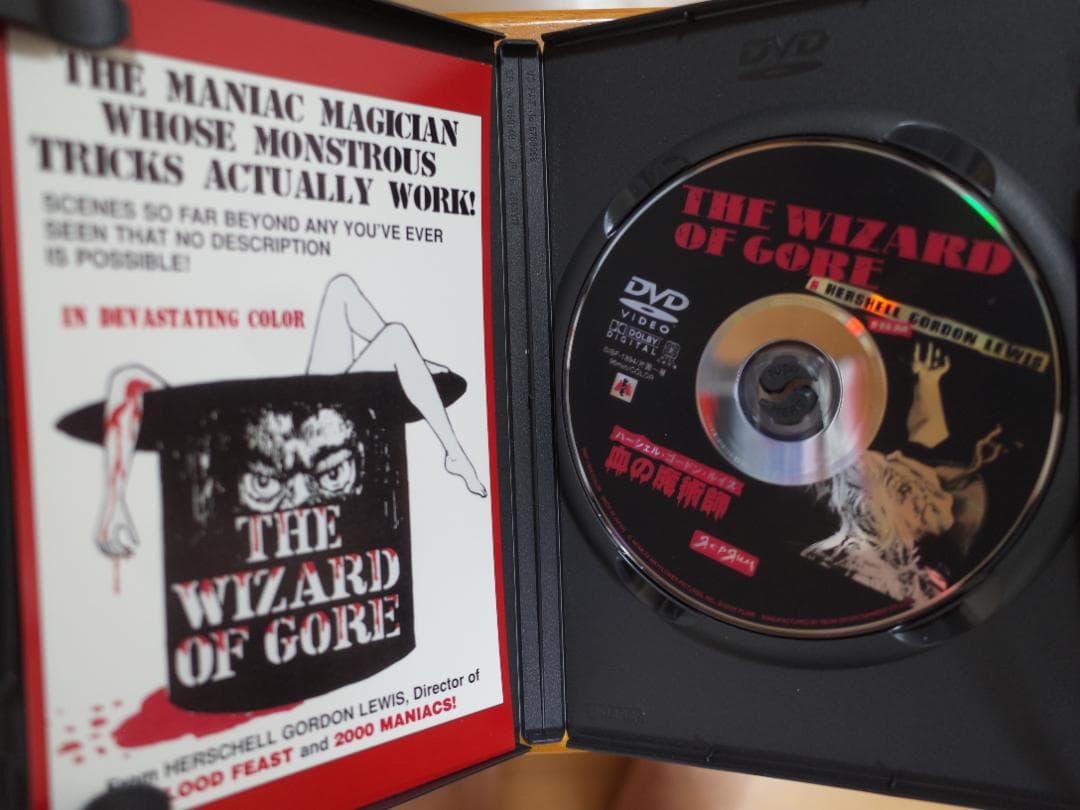 THE MANIAC MAGICIAN
WHOSE MONSTROUS
TRICKS ACTUALLY WORK!
SCENES SO FAR BEYOND ANY YOU'VE EVER
SEEN THAT NO DESCRIPTION
IS POSSIBLE!
IN DEVASTATING COLOR
THE
WIZARD
OF GORE
From HERSCHELL GORDON LEWIS, Director of
LOOD FEAST and 2000 MANIACS!
DVD
THE WIZARD
OF GORE
A HERSHELL GORDON LEWIS
DVD
VIDEO
DOLBY
DIGITAL
ハーシェル・ゴードン・ルイス
血の魔術師